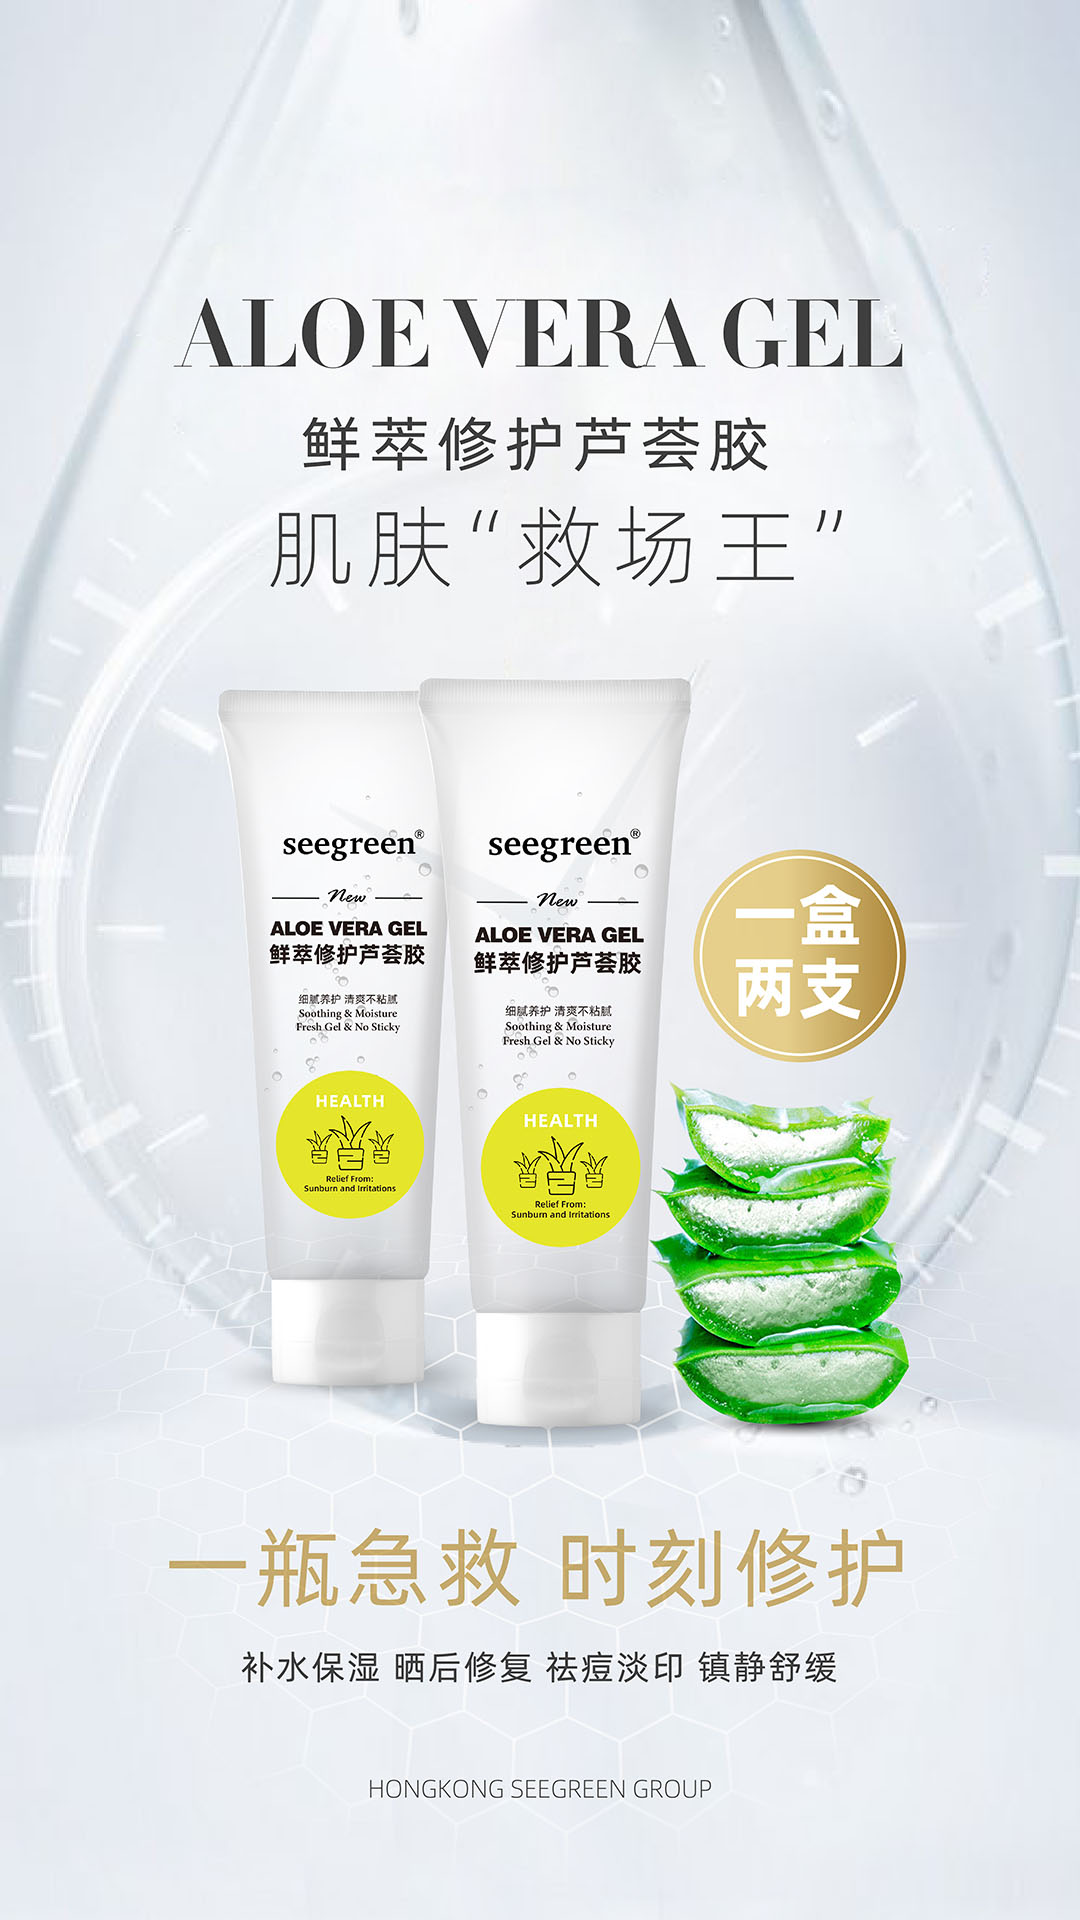 ALOE VERA GEL
鲜萃修护芦荟胶
肌肤“救场王”
seegreen®
New
ALOE VERA GEL
鲜萃修护芦荟胶
细腻养护 清爽不粘腻
Soothing & Moisture
Fresh Gel & No Sticky
HEALTH
Relief From:
Sunburn and Irritations
seegreen®
New
ALOE VERA GEL
鲜萃修护芦荟胶
细腻养护 清爽不粘腻
Soothing & Moisture
Fresh Gel & No Sticky
HEALTH
Relief From:
Sunburn and Irritations
一盒
两支
一瓶急救 时刻修护
补水保湿 晒后修复 祛痘淡印 镇静舒缓
HONGKONG SEEGREEN GROUP